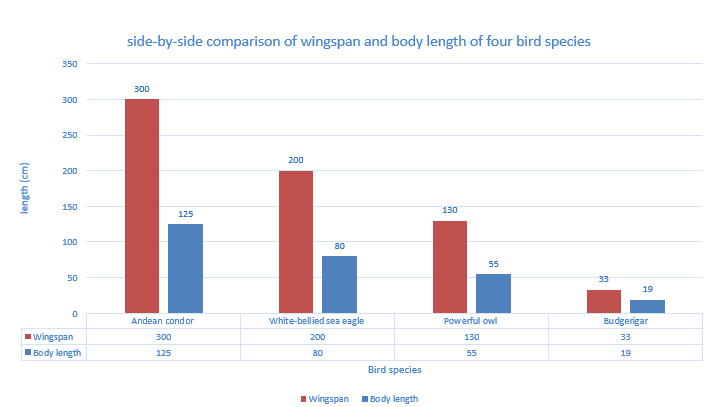 side-by-side comparison of wingspan and body length of four bird species
350
300
250
200
150
100
50
0
length (cm)
300
125
200
80
130
55
33
19
Andean condor White-bellied sea eagle Powerful owl Budgerigar
Wingspan 300 200 130 33
Body length 125 80 55 19
Bird species
Wingspan Body length